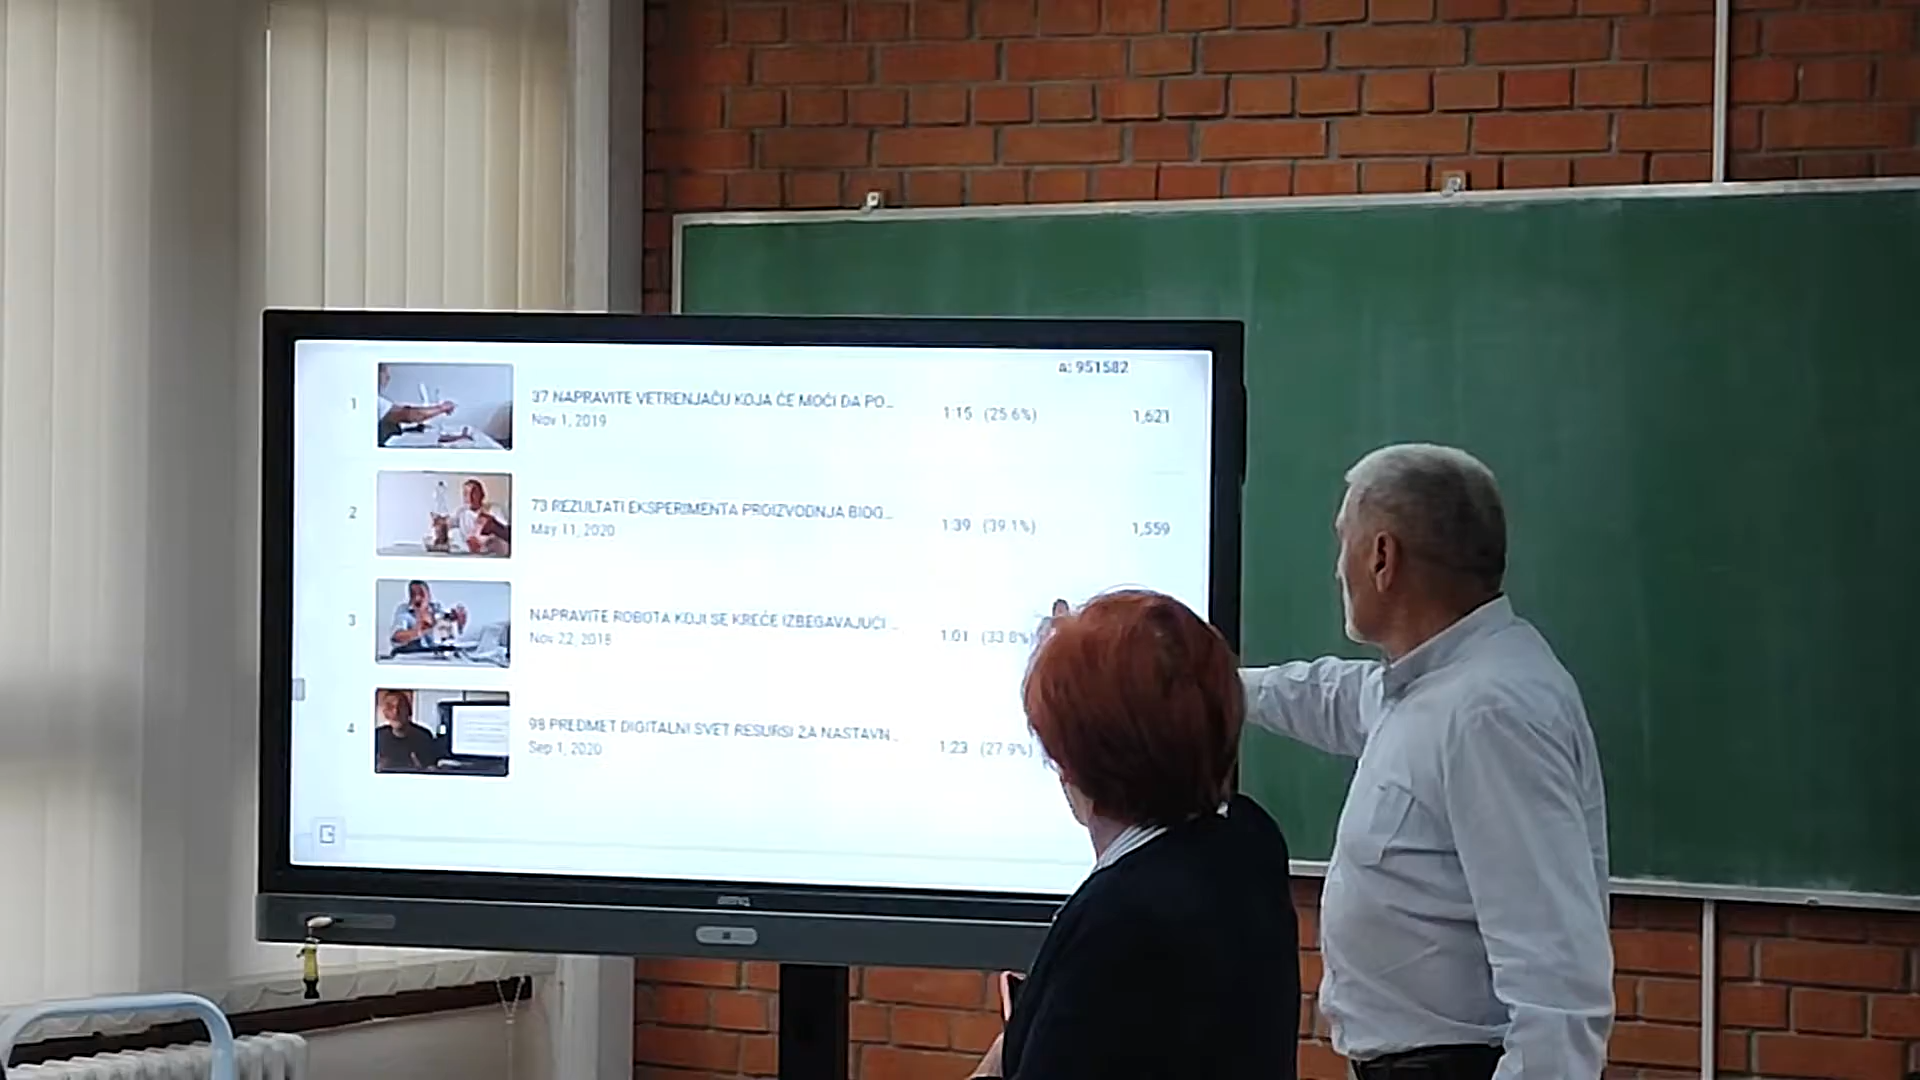 a: 951582
1 37 NAPRAVITE VETRENJAČU KOJA ĆE MOĆI DA PO... 1:15 (25.6%) 1,621
Nov 1, 2019
2 73 REZULTATI EKSPERIMENTA PROIZVODNJA BIOG... 1:39 (39.1%) 1,559
May 11, 2020
3 NAPRAVITE ROBOTA KOJI SE KREĆE IZBEGAVAJUĆI ... 1:01 (33.8%)
Nov 22, 2018
4 98 PREDMET DIGITALNI SVET RESURSI ZA NASTAVN... 1:23 (27.9%)
Sep 1, 2020
BenQ